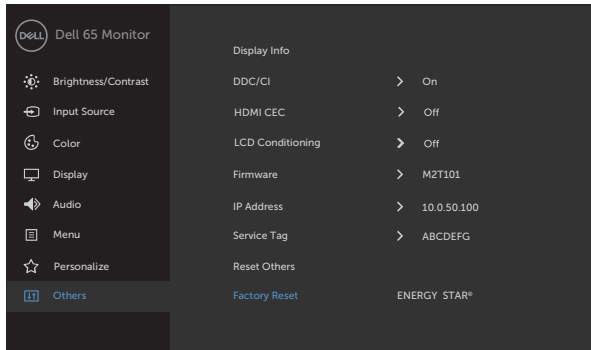 DELL Dell 65 Monitor
Display Info
Brightness/Contrast DDC/CI > On
Input Source HDMI CEC > Off
Color LCD Conditioning > Off
Display Firmware > M2T101
Audio IP Address > 10.0.50.100
Menu Service Tag > ABCDEFG
Personalize Reset Others
Others Factory Reset ENERGY STAR®